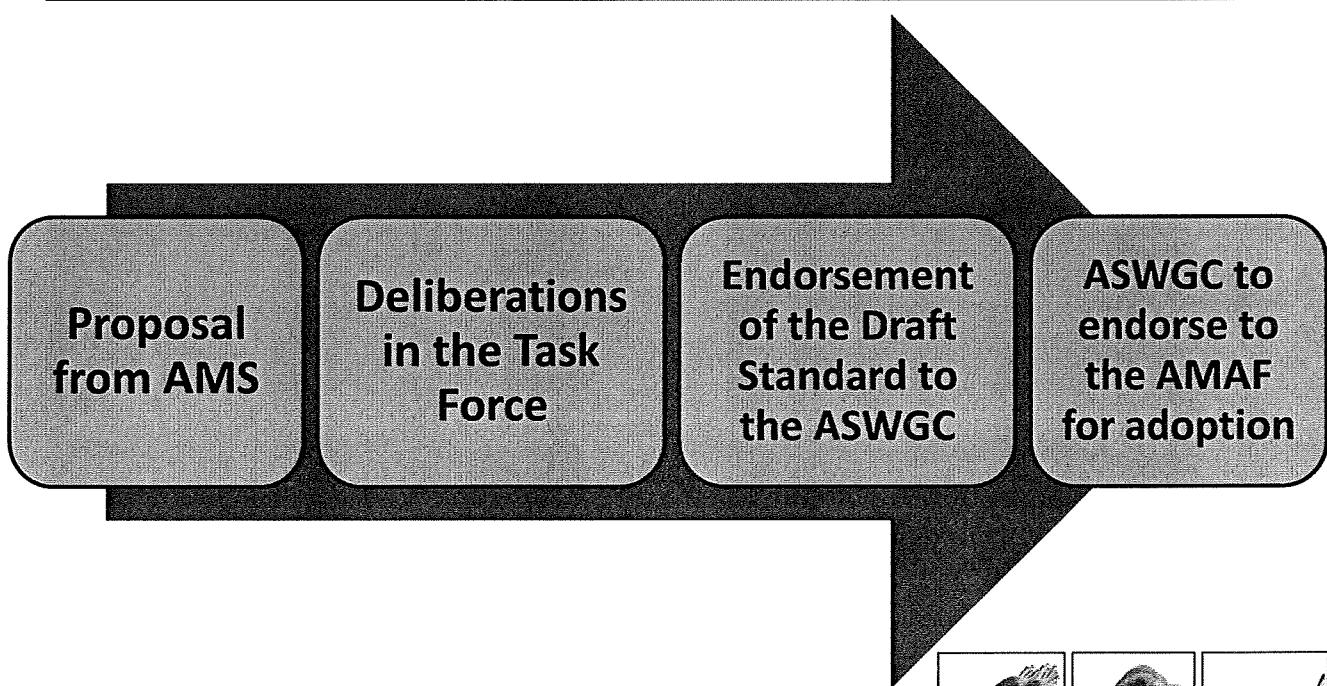 Proposal
from AMS
Deliberations
in the Task
Force
Endorsement
of the Draft
Standard to
the ASWGC
ASWGC to
endorse to
the AMAF
for adoption